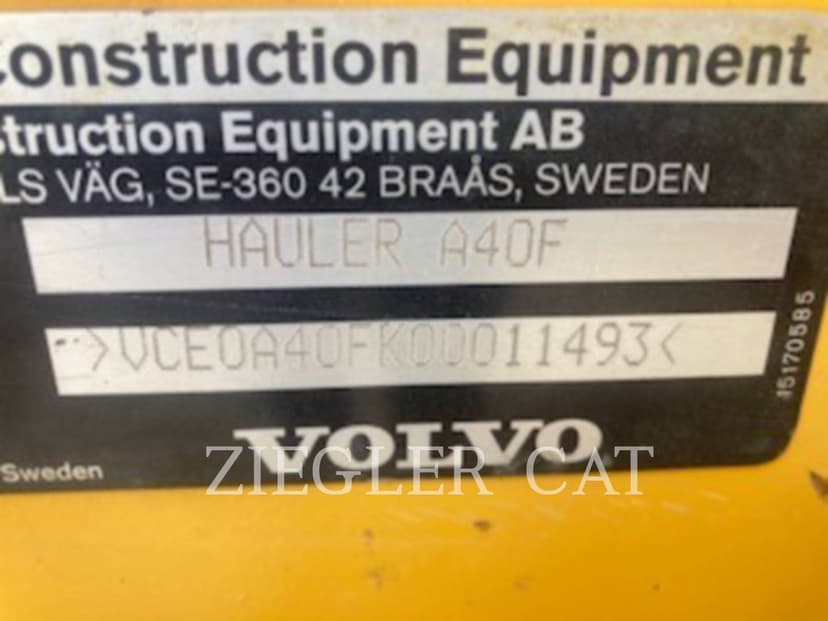 Construction Equipment
struction Equipment AB
LS VÄG, SE-360 42 BRAÅS, SWEDEN
HAULER A40F
>VCE0A40FK00011493<
15170585
VOLVO
Sweden
ZIEGLER CAT